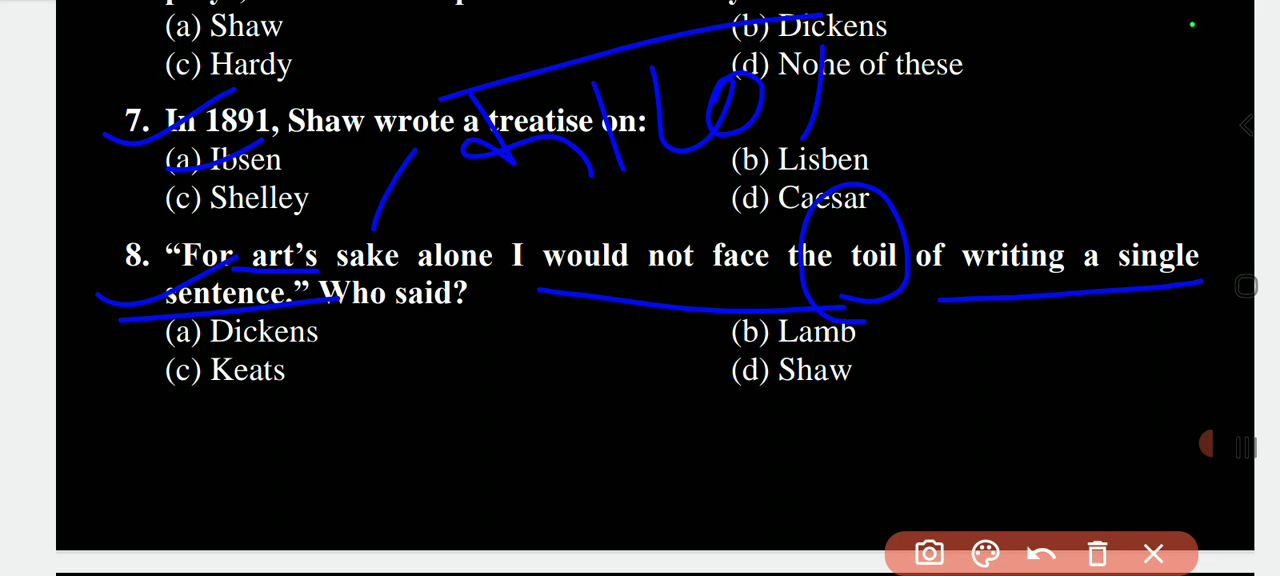 (a) Shaw (b) Dickens
(c) Hardy (d) None of these
7. In 1891, Shaw wrote a treatise on:
(a) Ibsen (b) Lisben
(c) Shelley (d) Caesar
8. “For art’s sake alone I would not face the toil of writing a single
sentence.” Who said?
(a) Dickens (b) Lamb
(c) Keats (d) Shaw